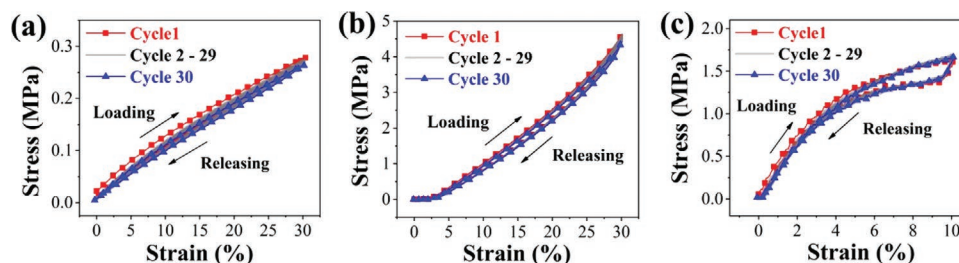 (a)
Cycle1
Cycle 2 - 29
Cycle 30
Loading
Releasing
Stress (MPa)
0.3
0.2
0.1
0.0
0 5 10 15 20 25 30
Strain (%)
(b)
Cycle 1
Cycle 2 - 29
Cycle 30
Loading
Releasing
Stress (MPa)
5
4
3
2
1
0
0 5 10 15 20 25 30
Strain (%)
(c)
Cycle1
Cycle 2 - 29
Cycle 30
Loading
Releasing
Stress (MPa)
2.0
1.5
1.0
0.5
0.0
0 2 4 6 8 10
Strain (%)